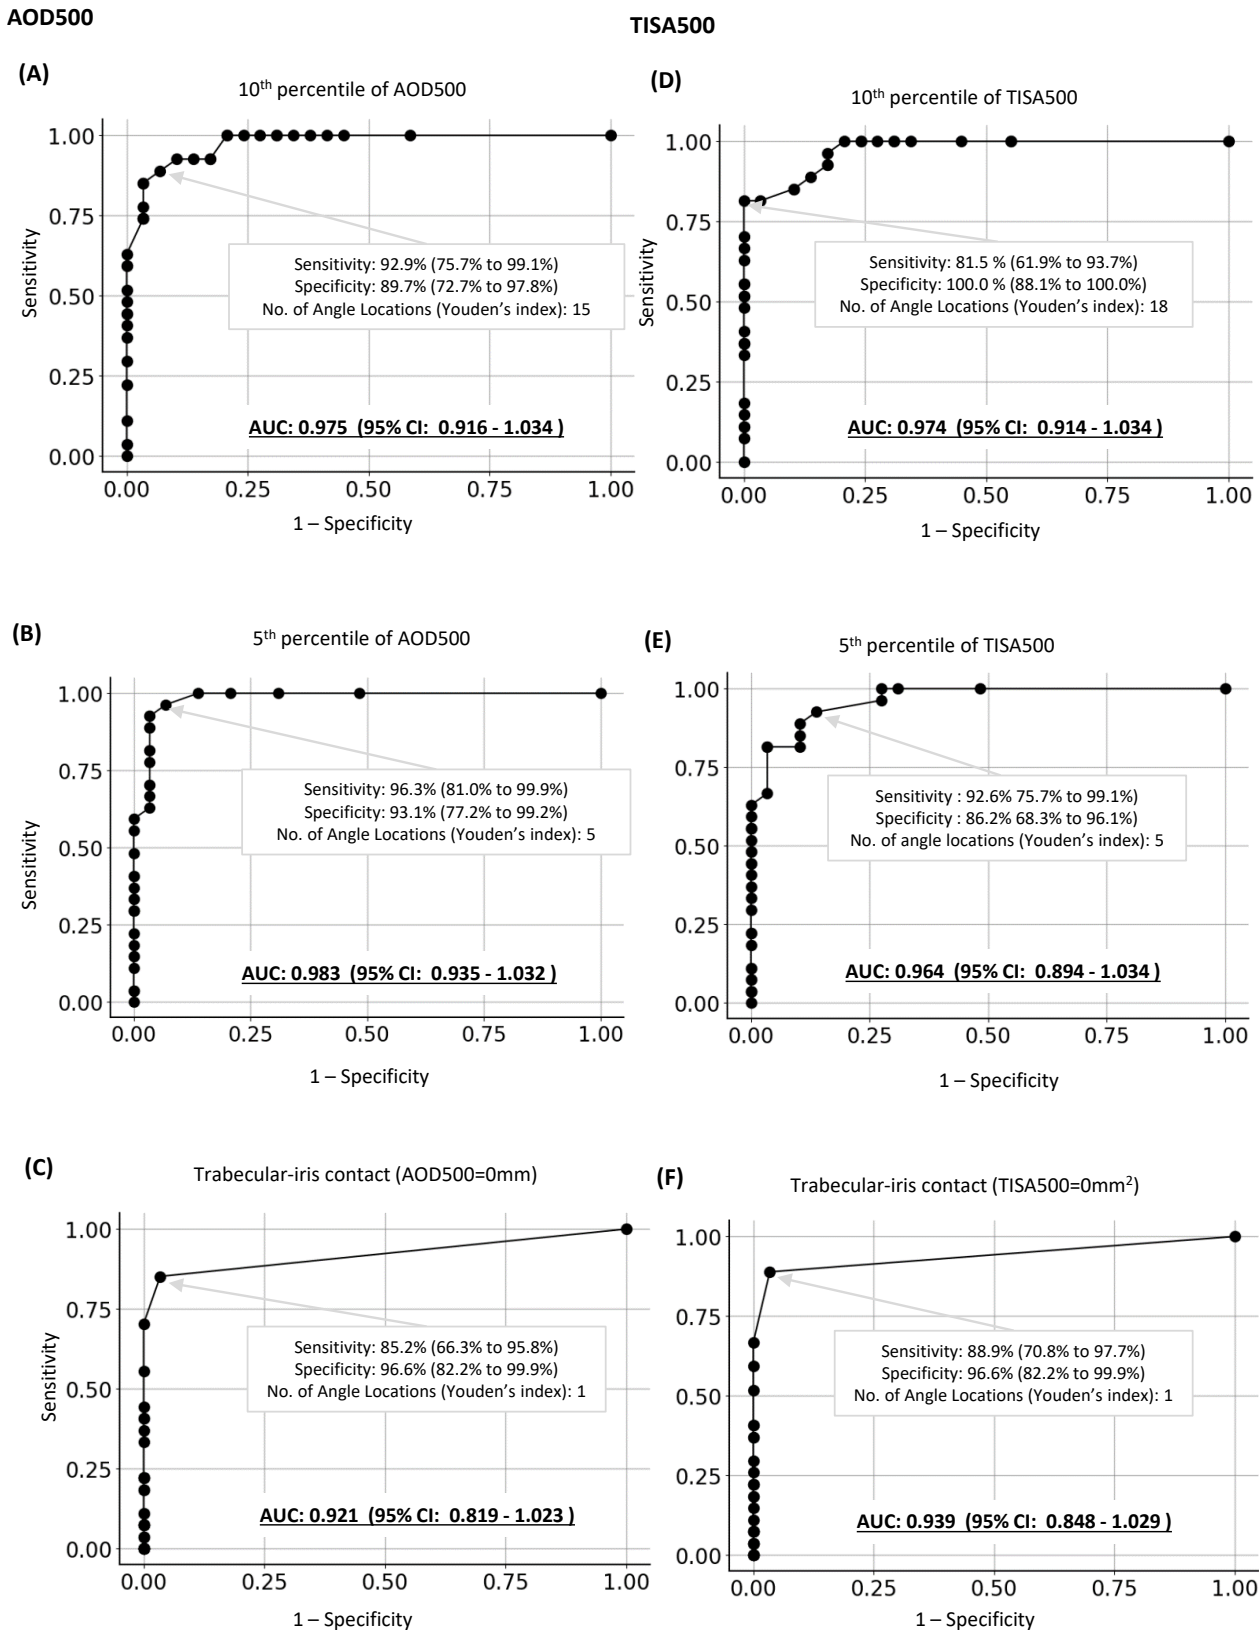 AOD500
TISA500
(A)
10th percentile of AOD500
1.00
0.75
0.50
0.25
0.00
Sensitivity
Sensitivity: 92.9% (75.7% to 99.1%)
Specificity: 89.7% (72.7% to 97.8%)
No. of Angle Locations (Youden's index): 15
AUC: 0.975 (95% CI: 0.916 - 1.034 )
0.00 0.25 0.50 0.75 1.00
1 – Specificity
(D)
10th percentile of TISA500
1.00
0.75
0.50
0.25
0.00
Sensitivity
Sensitivity: 81.5 % (61.9% to 93.7%)
Specificity: 100.0 % (88.1% to 100.0%)
No. of Angle Locations (Youden's index): 18
AUC: 0.974 (95% CI: 0.914 - 1.034 )
0.00 0.25 0.50 0.75 1.00
1 – Specificity
(B)
5th percentile of AOD500
1.00
0.75
0.50
0.25
0.00
Sensitivity
Sensitivity: 96.3% (81.0% to 99.9%)
Specificity: 93.1% (77.2% to 99.2%)
No. of Angle Locations (Youden's index): 5
AUC: 0.983 (95% CI: 0.935 - 1.032 )
0.00 0.25 0.50 0.75 1.00
1 – Specificity
(E)
5th percentile of TISA500
1.00
0.75
0.50
0.25
0.00
Sensitivity : 92.6% 75.7% to 99.1%)
Specificity : 86.2% 68.3% to 96.1%)
No. of angle locations (Youden's index): 5
AUC: 0.964 (95% CI: 0.894 - 1.034 )
0.00 0.25 0.50 0.75 1.00
1 – Specificity
(C)
Trabecular-iris contact (AOD500=0mm)
1.00
0.75
0.50
0.25
0.00
Sensitivity
Sensitivity: 85.2% (66.3% to 95.8%)
Specificity: 96.6% (82.2% to 99.9%)
No. of Angle Locations (Youden's index): 1
AUC: 0.921 (95% CI: 0.819 - 1.023 )
0.00 0.25 0.50 0.75 1.00
1 – Specificity
(F)
Trabecular-iris contact (TISA500=0mm2)
1.00
0.75
0.50
0.25
0.00
Sensitivity: 88.9% (70.8% to 97.7%)
Specificity: 96.6% (82.2% to 99.9%)
No. of Angle Locations (Youden's index): 1
AUC: 0.939 (95% CI: 0.848 - 1.029 )
0.00 0.25 0.50 0.75 1.00
1 – Specificity